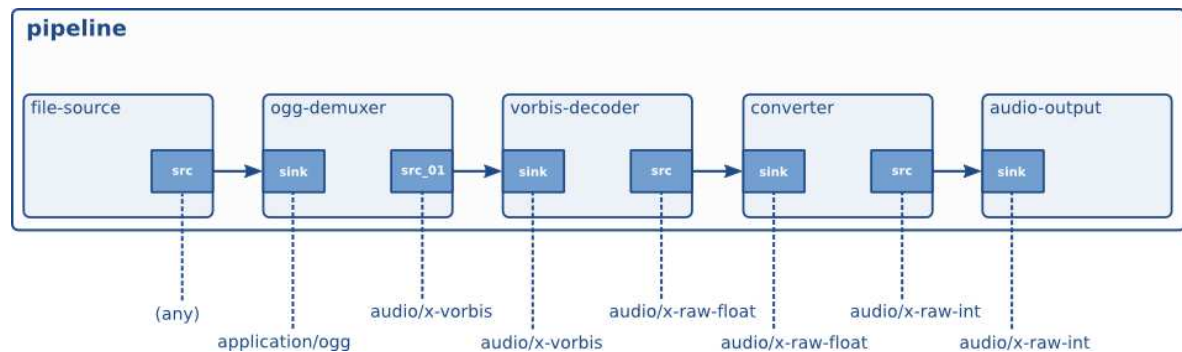 pipeline
file-source
ogg-demuxer
vorbis-decoder
converter
audio-output
src
sink
src_01
sink
src
sink
src
sink
(any)
application/ogg
audio/x-vorbis
audio/x-vorbis
audio/x-raw-float
audio/x-raw-float
audio/x-raw-int
audio/x-raw-int